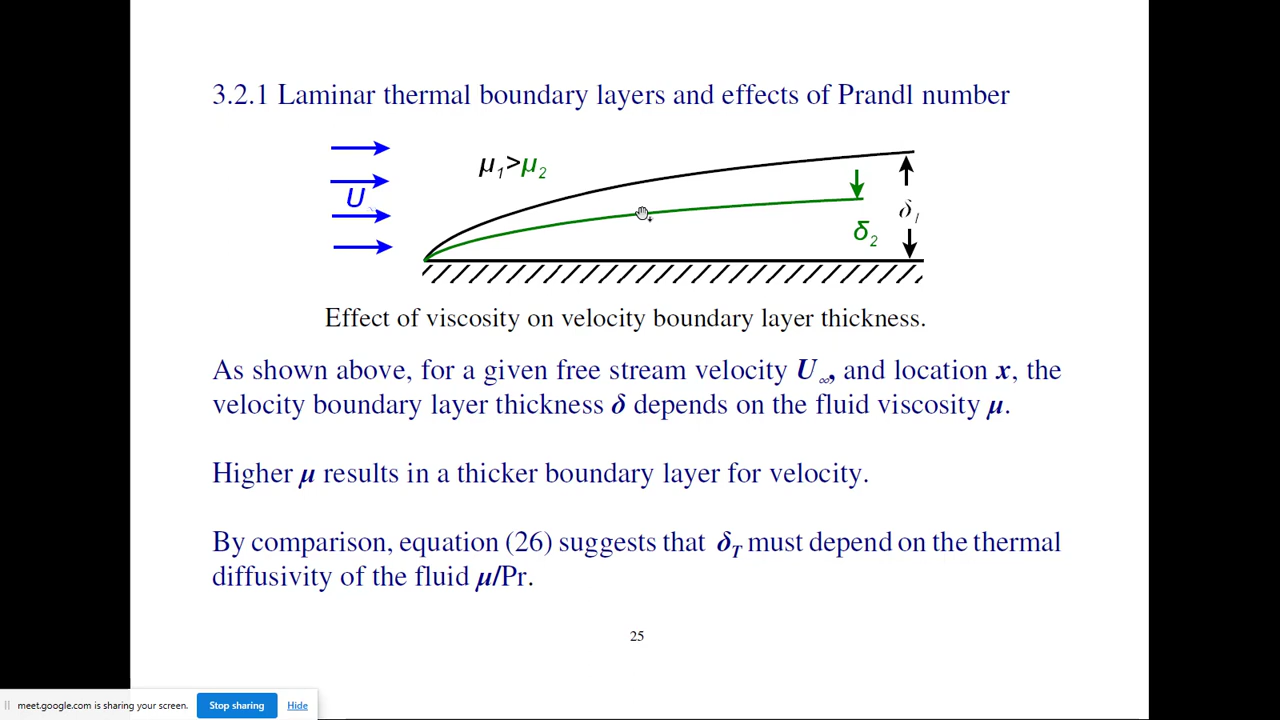 3.2.1 Laminar thermal boundary layers and effects of Prandl number
μ1>μ2
U
δ1
δ2
Effect of viscosity on velocity boundary layer thickness.
As shown above, for a given free stream velocity U∞, and location x, the
velocity boundary layer thickness δ depends on the fluid viscosity μ.
Higher μ results in a thicker boundary layer for velocity.
By comparison, equation (26) suggests that δT must depend on the thermal
diffusivity of the fluid μ/Pr.
25
meet.google.com is sharing your screen. Stop sharing Hide